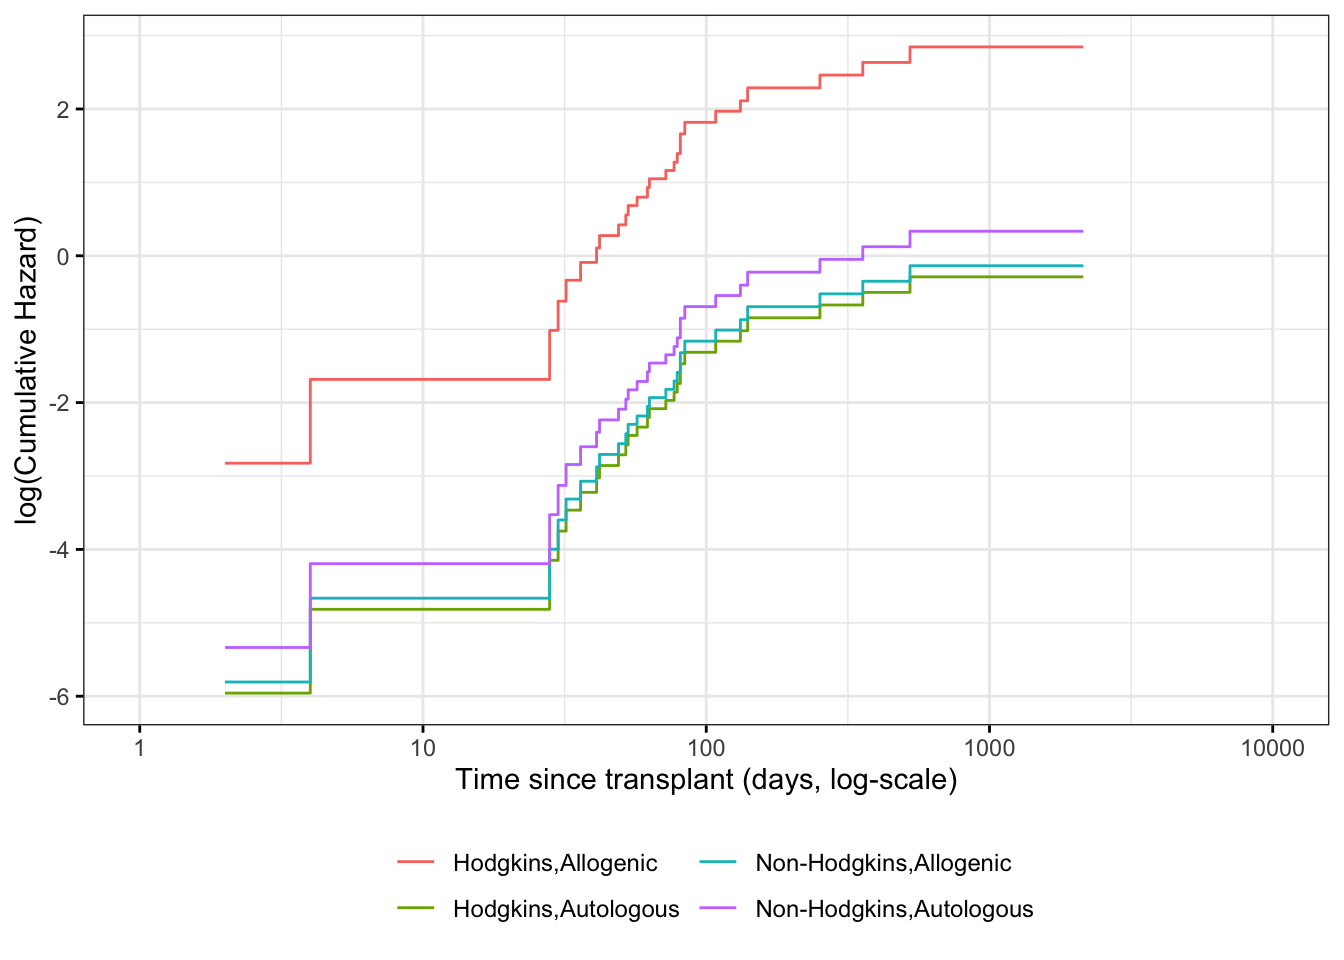 log(Cumulative Hazard)
2
0
-2
-4
-6
1 10 100 1000 10000
Time since transplant (days, log-scale)
Hodgkins,Allogenic Non-Hodgkins,Allogenic
Hodgkins,Autologous Non-Hodgkins,Autologous